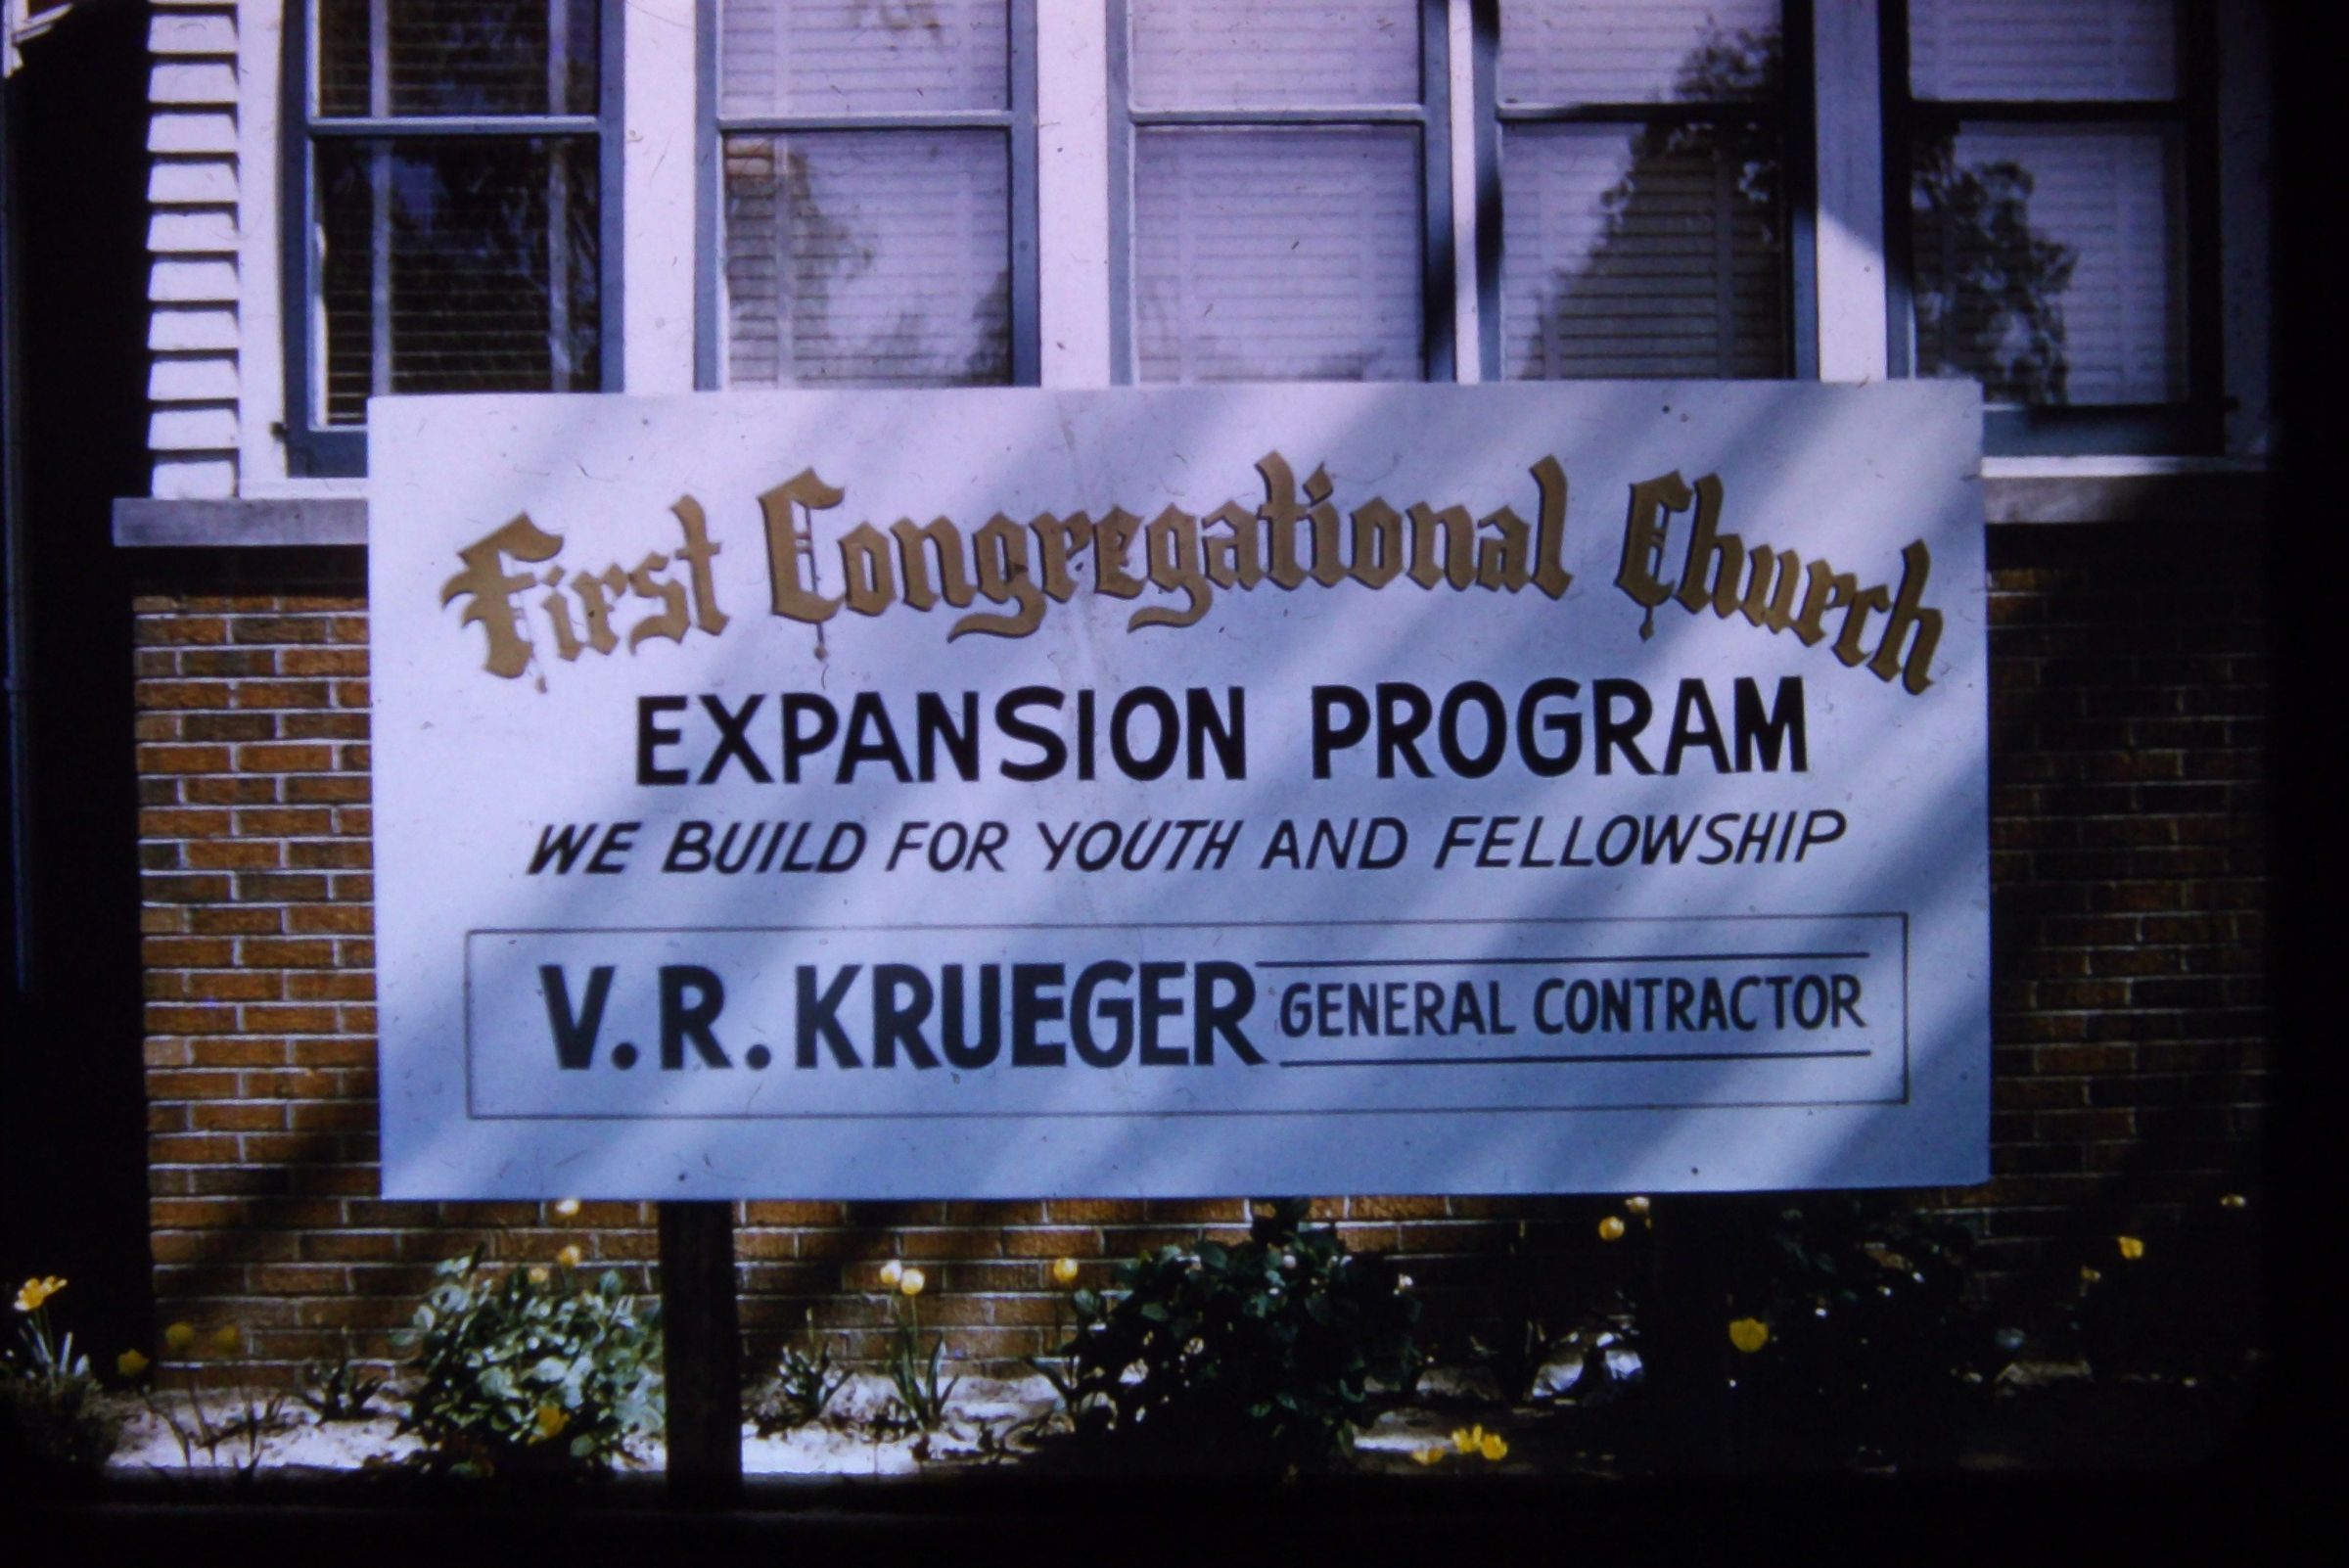 First Congregational Church
EXPANSION PROGRAM
WE BUILD FOR YOUTH AND FELLOWSHIP
V. R. KRUEGER GENERAL CONTRACTOR